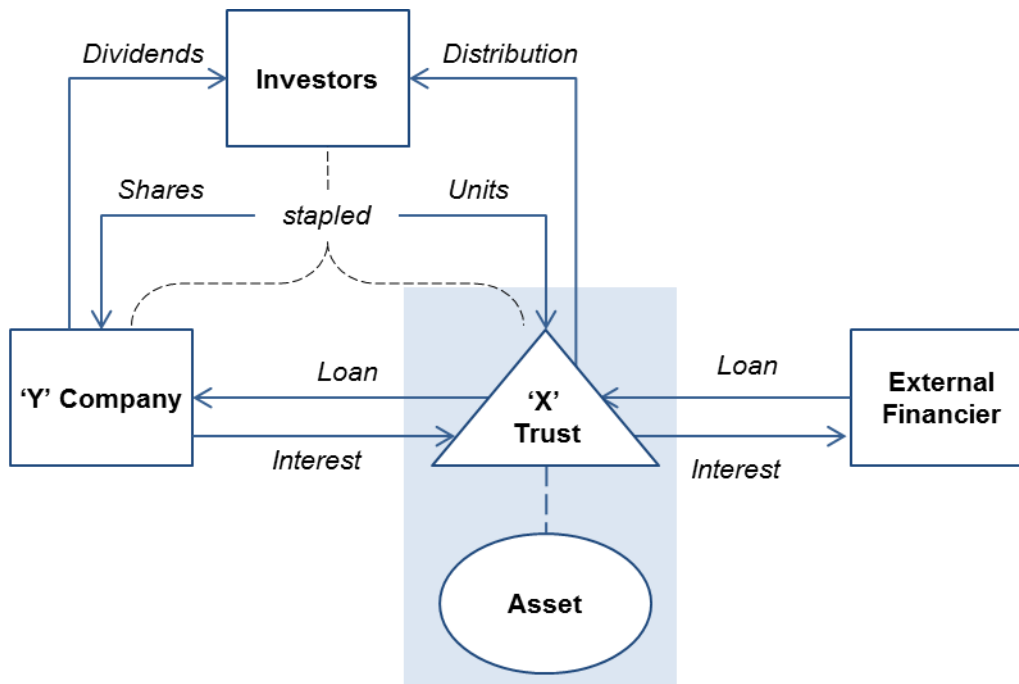 Dividends
Investors
Distribution
Shares
stapled
Units
‘Y’ Company
Loan
Interest
‘X’
Trust
Loan
Interest
External
Financier
Asset